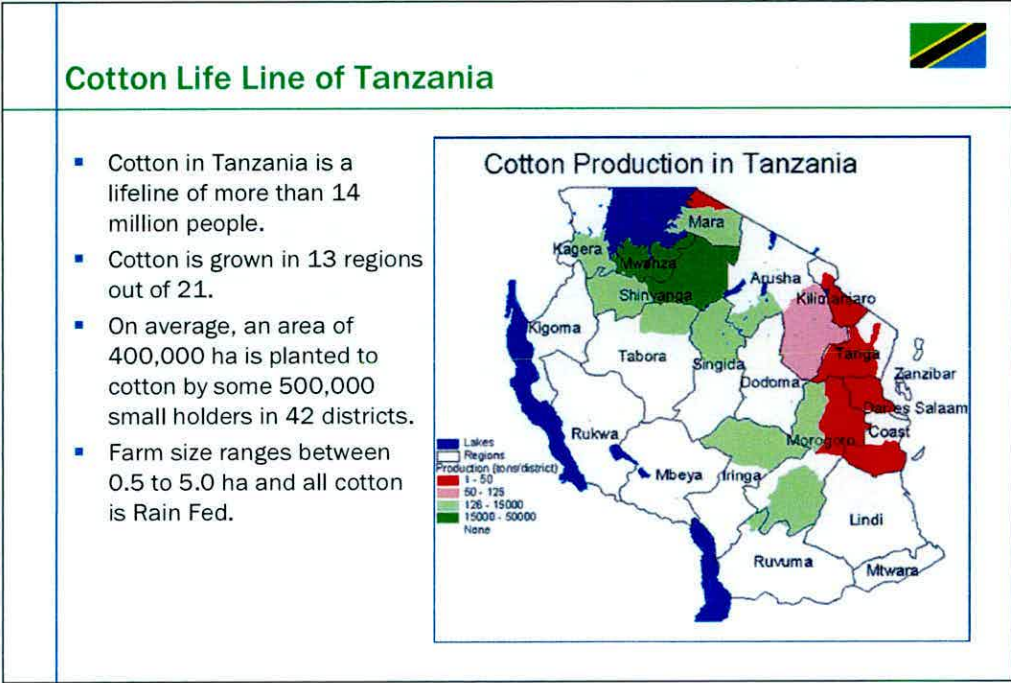 Cotton Life Line of Tanzania
Cotton in Tanzania is a
lifeline of more than 14
million people.
Cotton is grown in 13 regions
out of 21.
On average, an area of
400,000 ha is planted to
cotton by some 500,000
small holders in 42 districts.
Farm size ranges between
0.5 to 5.0 ha and all cotton
is Rain Fed.
Cotton Production in Tanzania
Mara
Kagera
Mwanza
Arusha
Shinyanga
Kilimanjaro
Kigoma
Tabora
Singida
Tanga
Zanzibar
Dodoma
Dar es Salaam
Rukwa
Morogoro
Coast
Mbeya
Iringa
Lindi
Ruvuma
Mtwara
Lakes
Regions
Production (tons/district)
1 - 50
50 - 125
126 - 15000
15000 - 50000
None